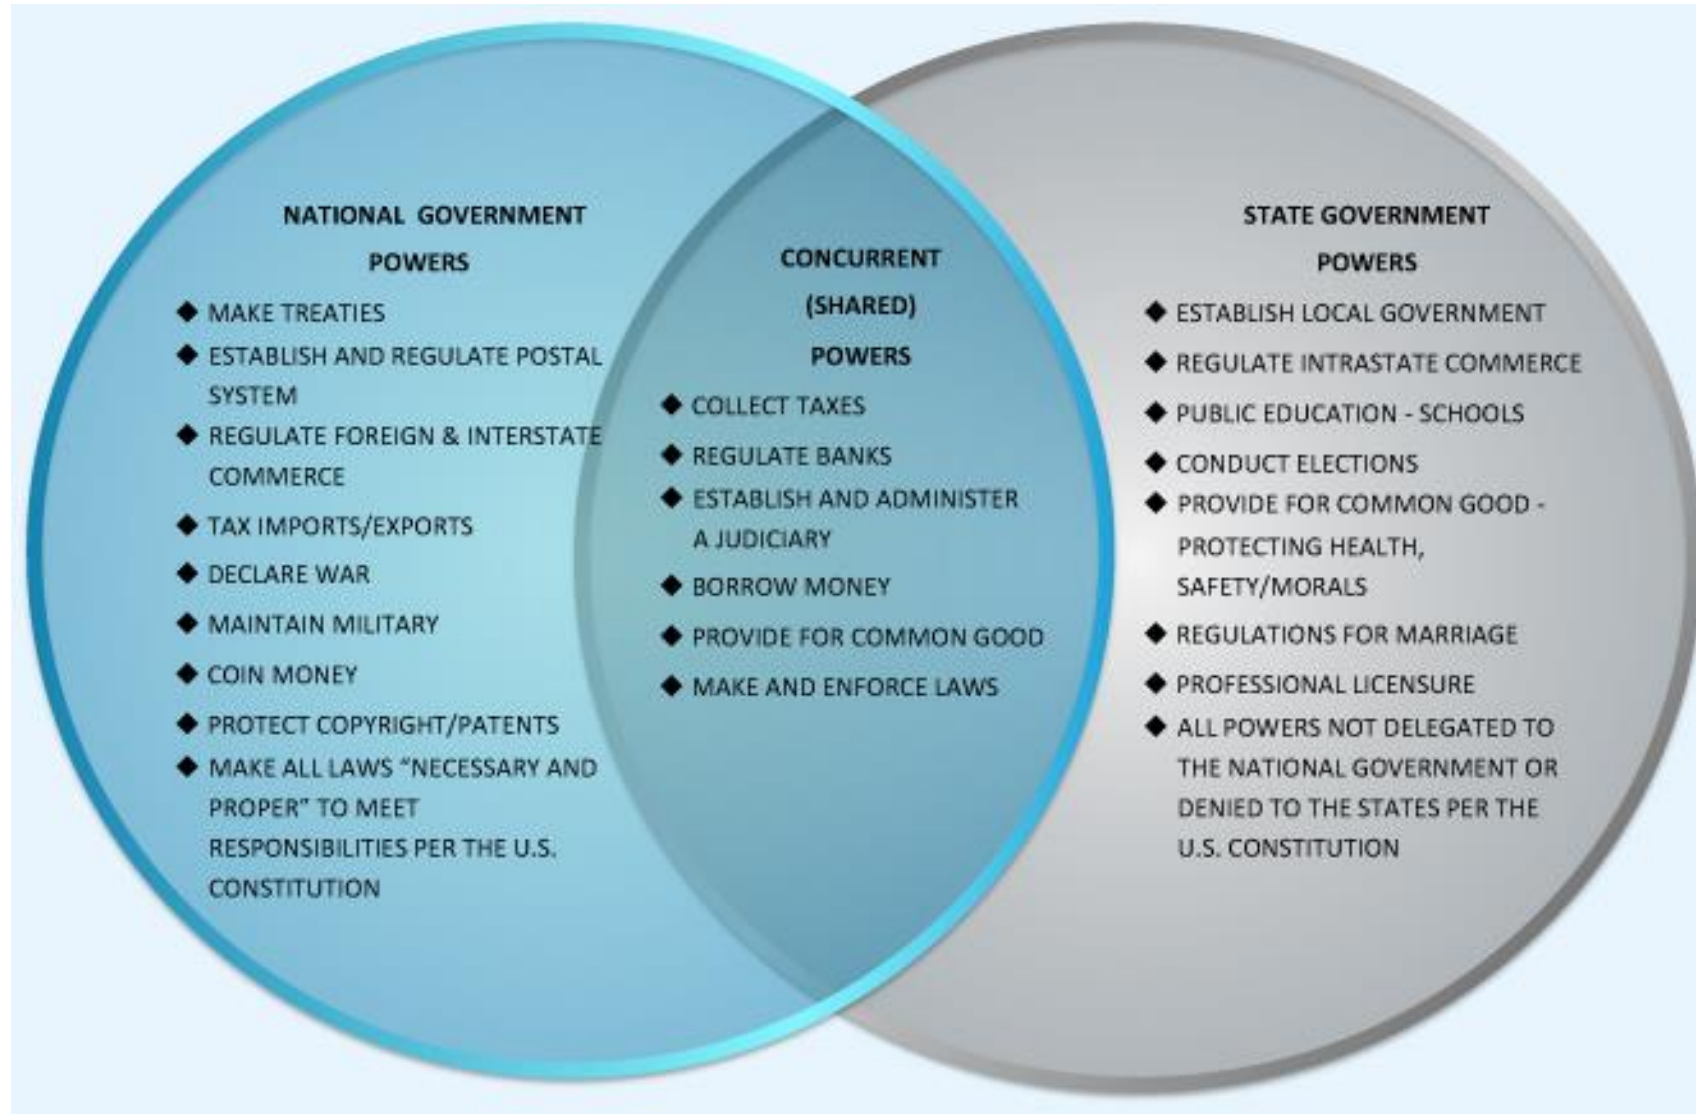 NATIONAL GOVERNMENT
POWERS
◆ MAKE TREATIES
◆ ESTABLISH AND REGULATE POSTAL
SYSTEM
◆ REGULATE FOREIGN & INTERSTATE
COMMERCE
◆ TAX IMPORTS/EXPORTS
◆ DECLARE WAR
◆ MAINTAIN MILITARY
◆ COIN MONEY
◆ PROTECT COPYRIGHT/PATENTS
◆ MAKE ALL LAWS “NECESSARY AND
PROPER” TO MEET
RESPONSIBILITIES PER THE U.S.
CONSTITUTION
CONCURRENT
(SHARED)
POWERS
◆ COLLECT TAXES
◆ REGULATE BANKS
◆ ESTABLISH AND ADMINISTER
A JUDICIARY
◆ BORROW MONEY
◆ PROVIDE FOR COMMON GOOD
◆ MAKE AND ENFORCE LAWS
STATE GOVERNMENT
POWERS
◆ ESTABLISH LOCAL GOVERNMENT
◆ REGULATE INTRASTATE COMMERCE
◆ PUBLIC EDUCATION - SCHOOLS
◆ CONDUCT ELECTIONS
◆ PROVIDE FOR COMMON GOOD -
PROTECTING HEALTH,
SAFETY/MORALS
◆ REGULATIONS FOR MARRIAGE
◆ PROFESSIONAL LICENSURE
◆ ALL POWERS NOT DELEGATED TO
THE NATIONAL GOVERNMENT OR
DENIED TO THE STATES PER THE
U.S. CONSTITUTION